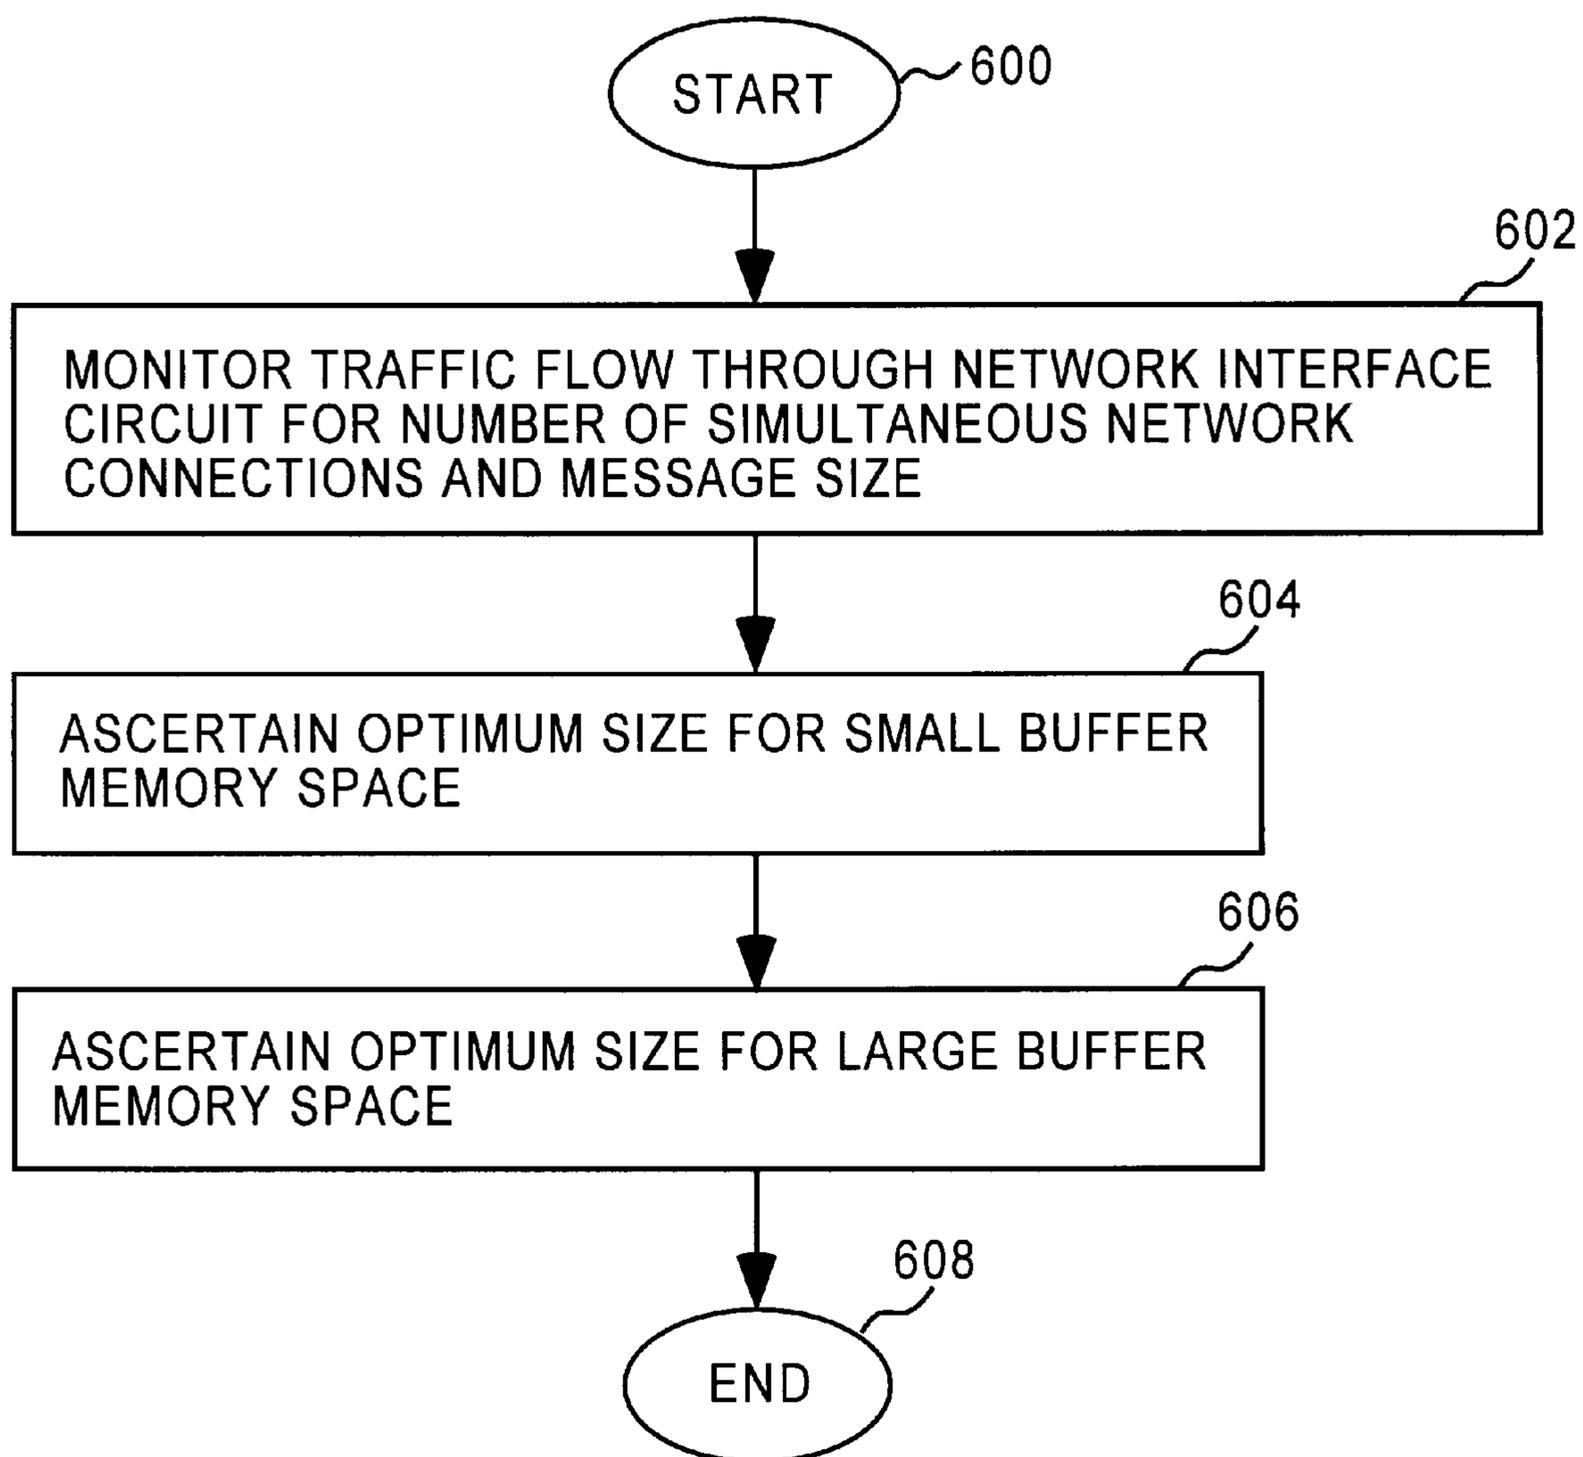 START
600
602
MONITOR TRAFFIC FLOW THROUGH NETWORK INTERFACE
CIRCUIT FOR NUMBER OF SIMULTANEOUS NETWORK
CONNECTIONS AND MESSAGE SIZE
604
ASCERTAIN OPTIMUM SIZE FOR SMALL BUFFER
MEMORY SPACE
606
ASCERTAIN OPTIMUM SIZE FOR LARGE BUFFER
MEMORY SPACE
608
END